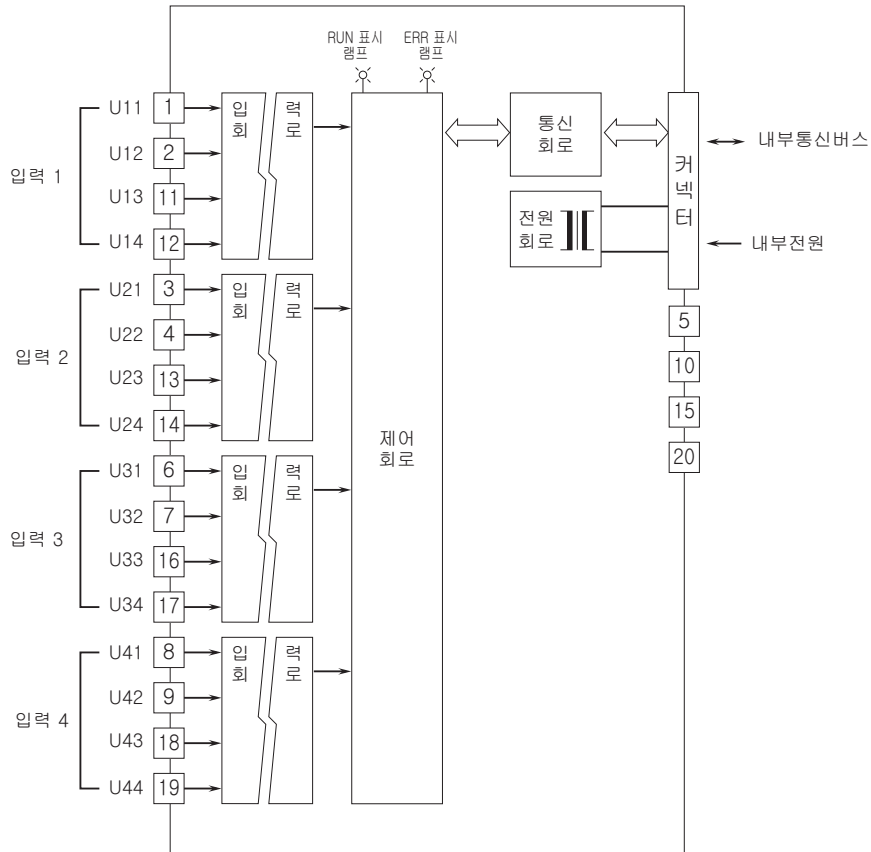 RUN 표시
램프
ERR 표시
램프
입력 1
U11 1
U12 2
U13 11
U14 12
입 력
회 로
입력 2
U21 3
U22 4
U23 13
U24 14
입 력
회 로
입력 3
U31 6
U32 7
U33 16
U34 17
입 력
회 로
입력 4
U41 8
U42 9
U43 18
U44 19
입 력
회 로
제어
회로
통신
회로
전원
회로
커넥터
내부통신버스
내부전원
5
10
15
20